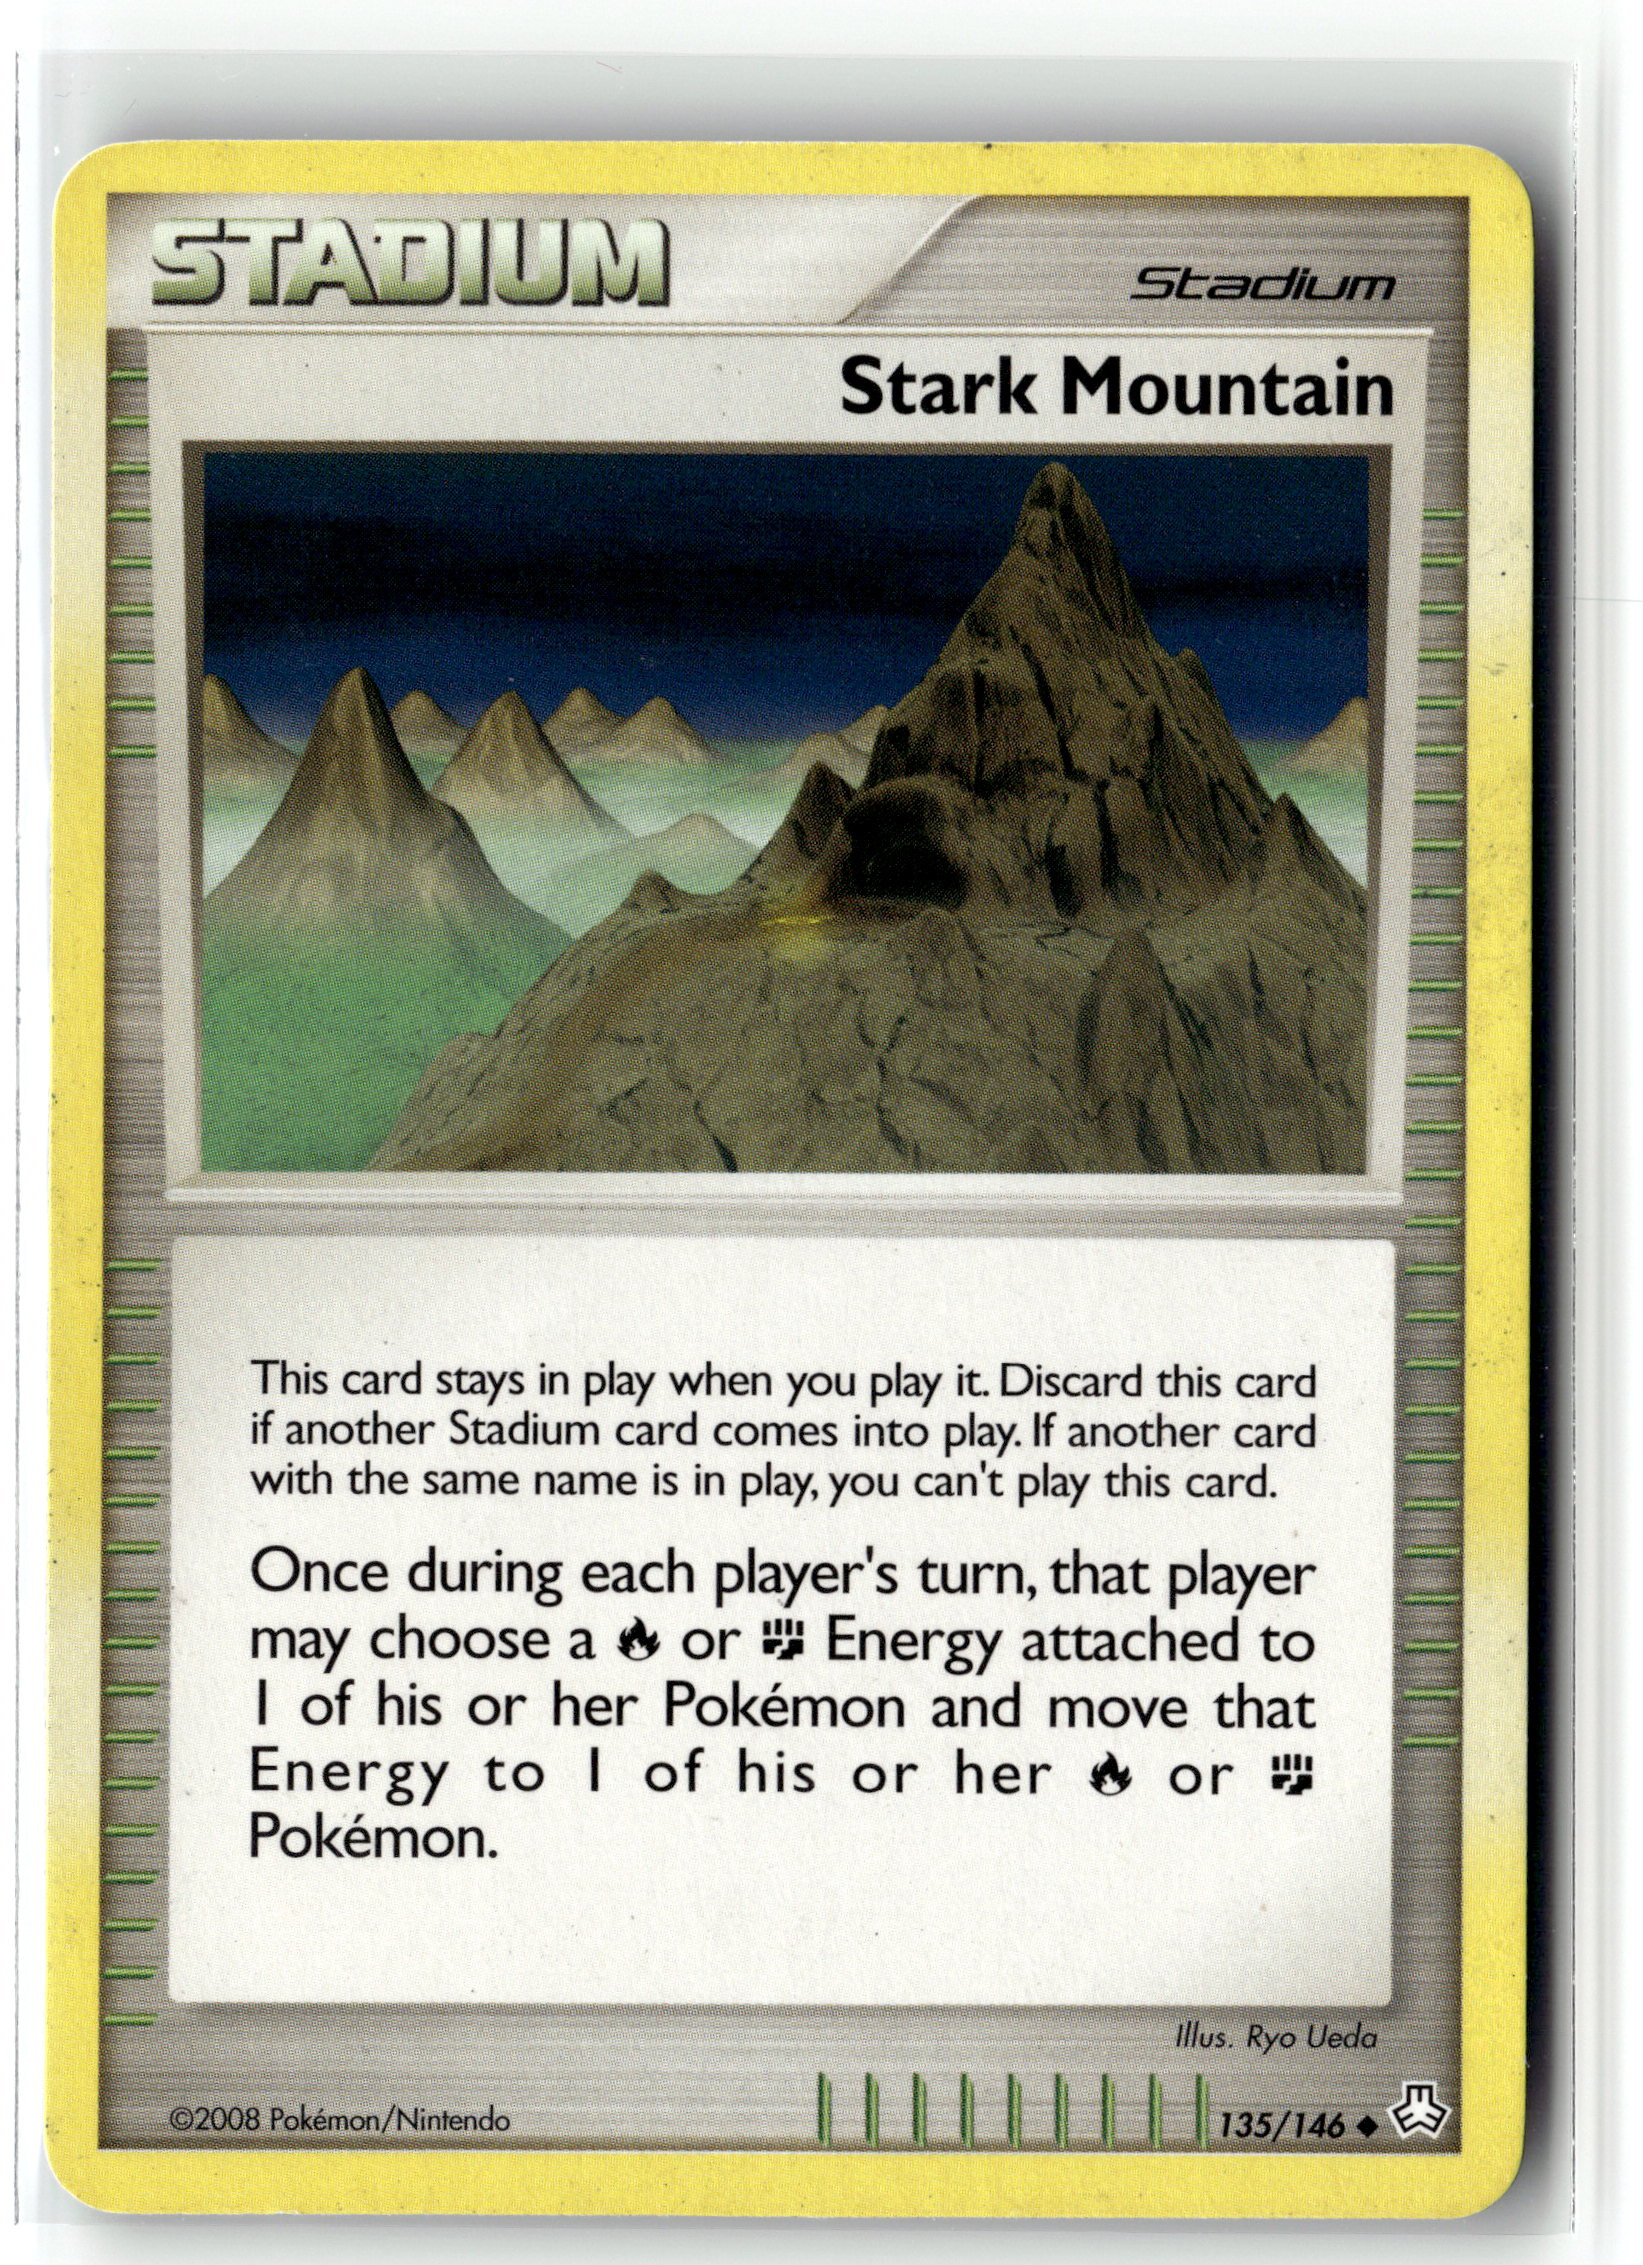 STADIUM
Stadium
Stark Mountain
This card stays in play when you play it. Discard this card
if another Stadium card comes into play. If another card
with the same name is in play, you can't play this card.
Once during each player's turn, that player
may choose a or Energy attached to
1 of his or her Pokémon and move that
Energy to 1 of his or her or
Pokémon.
Illus. Ryo Ueda
©2008 Pokémon/Nintendo
135/146 ◆